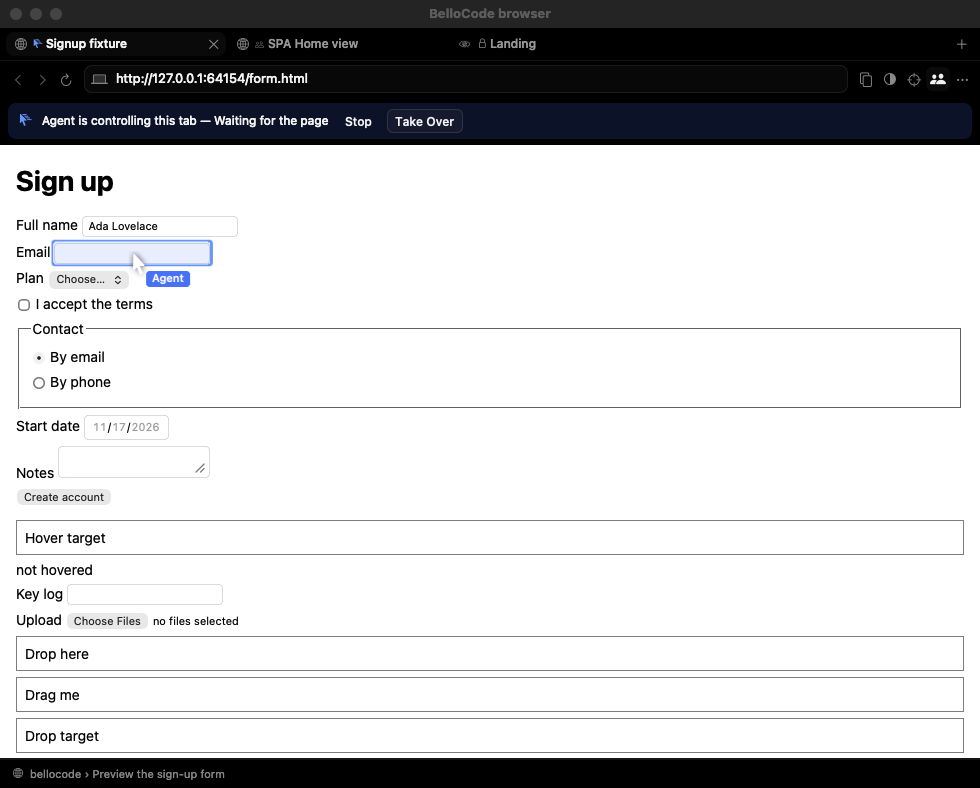 BelloCode browser
Signup fixture
SPA Home view
Landing
http://127.0.0.1:64154/form.html
Agent is controlling this tab — Waiting for the page Stop Take Over
Sign up
Full name Ada Lovelace
Email
Plan Choose... Agent
I accept the terms
Contact
By email
By phone
Start date 11/17/2026
Notes
Create account
Hover target
not hovered
Key log
Upload Choose Files no files selected
Drop here
Drag me
Drop target
bellocode › Preview the sign-up form